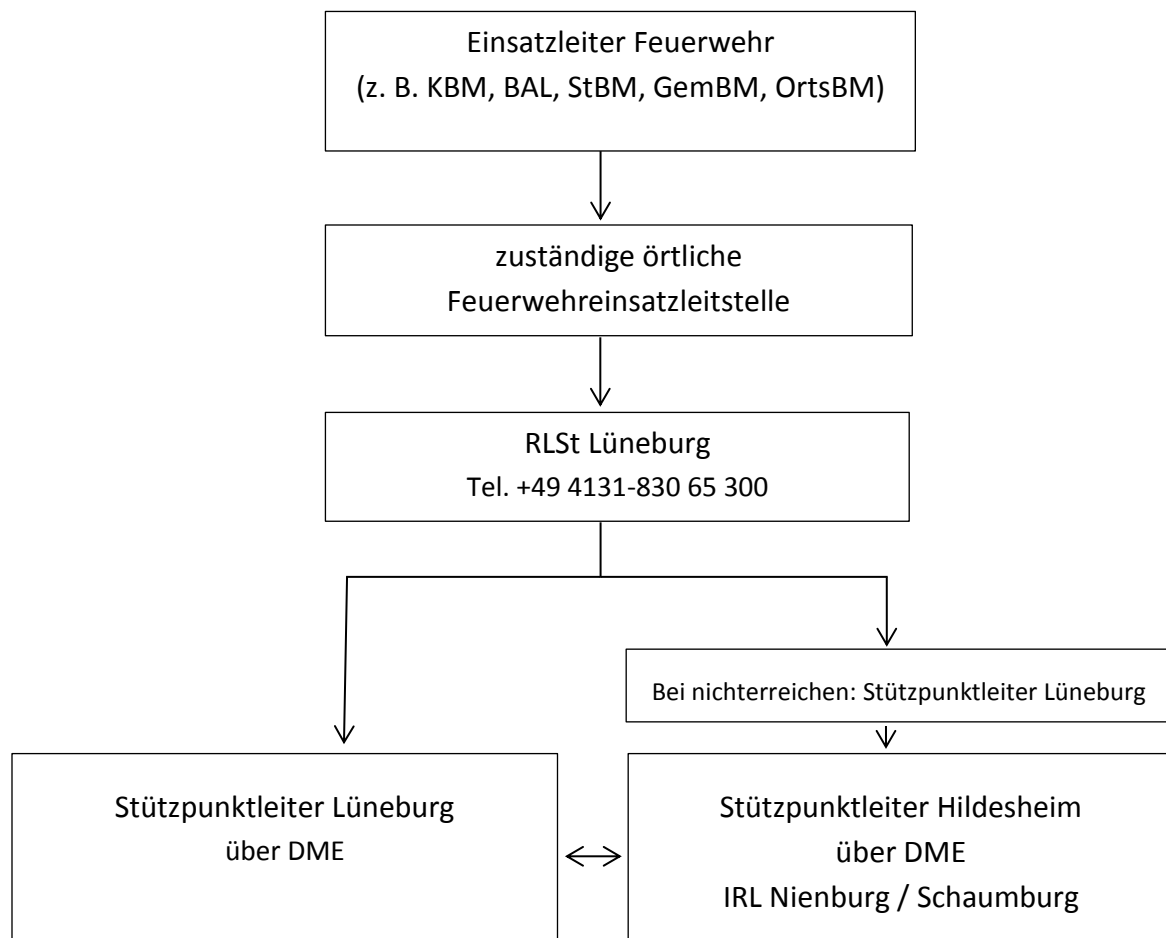 Einsatzleiter Feuerwehr
(z. B. KBM, BAL, StBM, GemBM, OrtsBM)
zuständige örtliche
Feuerwehreinsatzleitstelle
RLSt Lüneburg
Tel. +49 4131-830 65 300
Bei nichterreichen: Stützpunktleiter Lüneburg
Stützpunktleiter Lüneburg
über DME
Stützpunktleiter Hildesheim
über DME
IRL Nienburg / Schaumburg